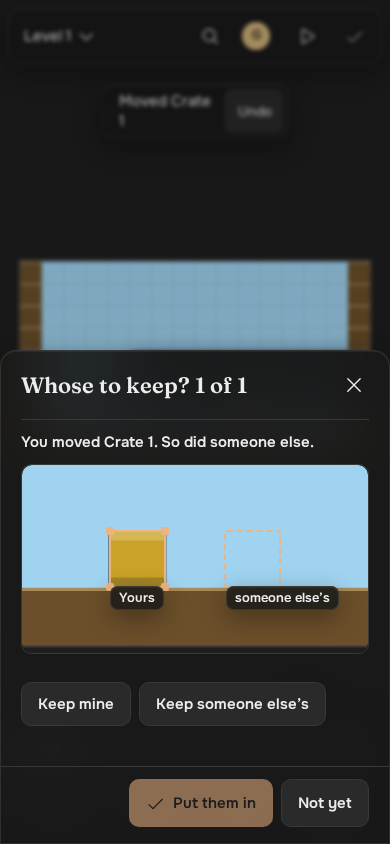 Level 1
Moved Crate
1
Undo
Whose to keep? 1 of 1
You moved Crate 1. So did someone else.
Yours
someone else's
Keep mine
Keep someone else's
Put them in
Not yet